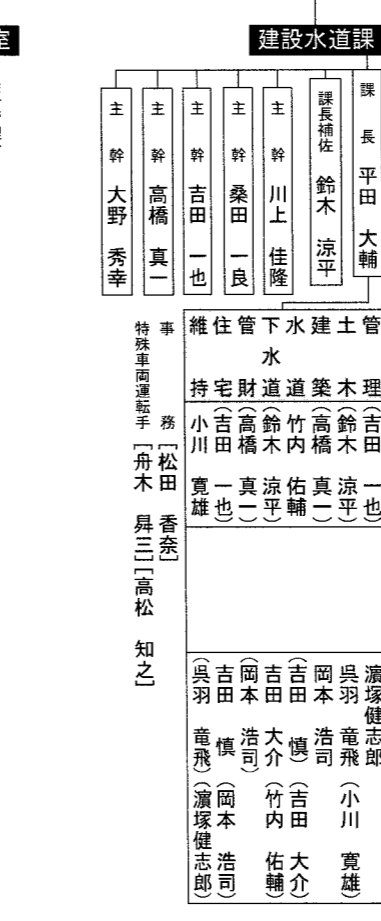 建設水道課
課長 平田 大輔
課長補佐 鈴木 涼平
主幹 川上 佳隆
主幹 桑田 一良
主幹 吉田 一也
主幹 高橋 真一
主幹 大野 秀幸
管理 (吉田 一也) 濵塚健志郎
土木 (鈴木 涼平) 呉羽 竜飛 (小川 寛雄)
建築 (高橋 真一) 岡本 浩司
水道 竹内 佑輔 (吉田 慎) (吉田 大介)
下水道 (鈴木 涼平) 吉田 大介 (竹内 佑輔)
管財 (高橋 真一) (岡本 浩司)
住宅 (吉田 一也) 吉田 慎 (岡本 浩司)
維持 小川 寛雄 (呉羽 竜飛) (濵塚健志郎)
事務 [松田 香奈]
特殊車両運転手 [舟木 曻三] [高松 知之]
室